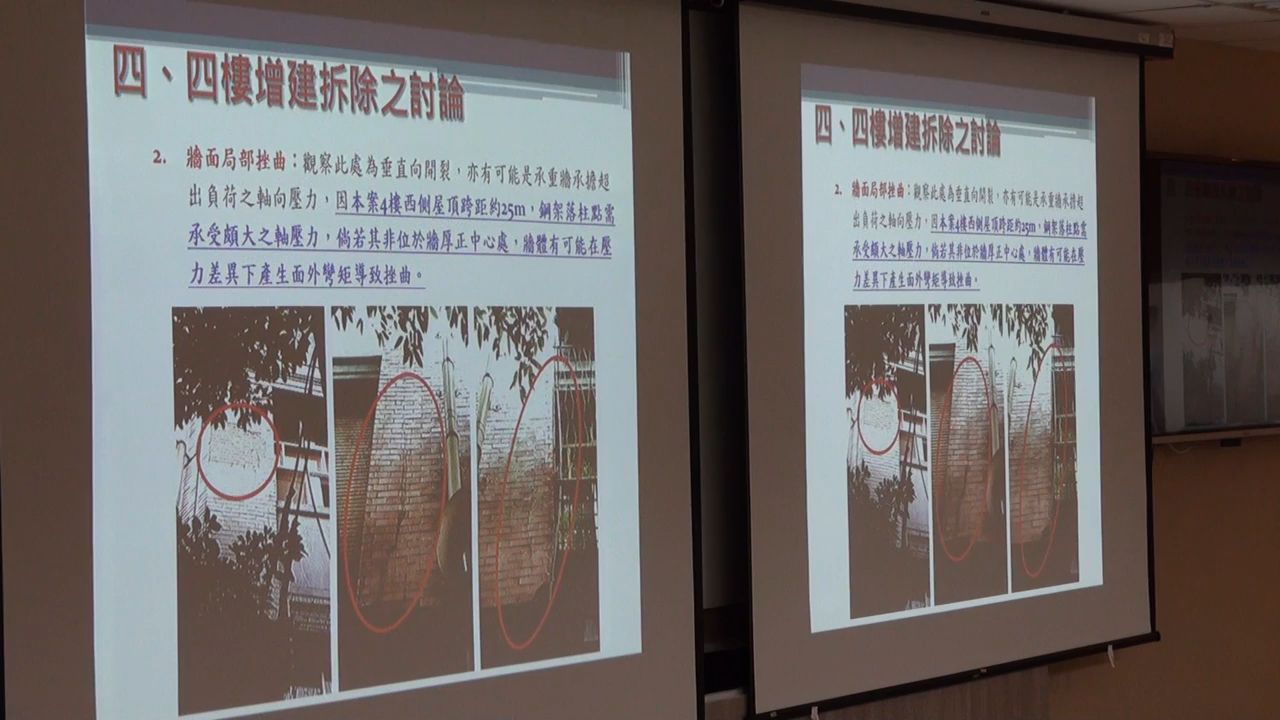 四、四樓增建拆除之討論
2. 牆面局部挫曲：觀察此處為垂直向開裂，亦有可能是承重牆承擔超
出負荷之軸向壓力，因本案4樓西側屋頂跨距約25m，鋼架落柱點需
承受頗大之軸壓力，倘若其非位於牆厚正中心處，牆體有可能在壓
力差異下產生面外彎矩導致挫曲。
四、四樓增建拆除之討論
2. 牆面局部挫曲：觀察此處為垂直向開裂，亦有可能是承重牆承擔超
出負荷之軸向壓力，因本案4樓西側屋頂跨距約25m，鋼架落柱點需
承受頗大之軸壓力，倘若其非位於牆厚正中心處，牆體有可能在壓
力差異下產生面外彎矩導致挫曲。